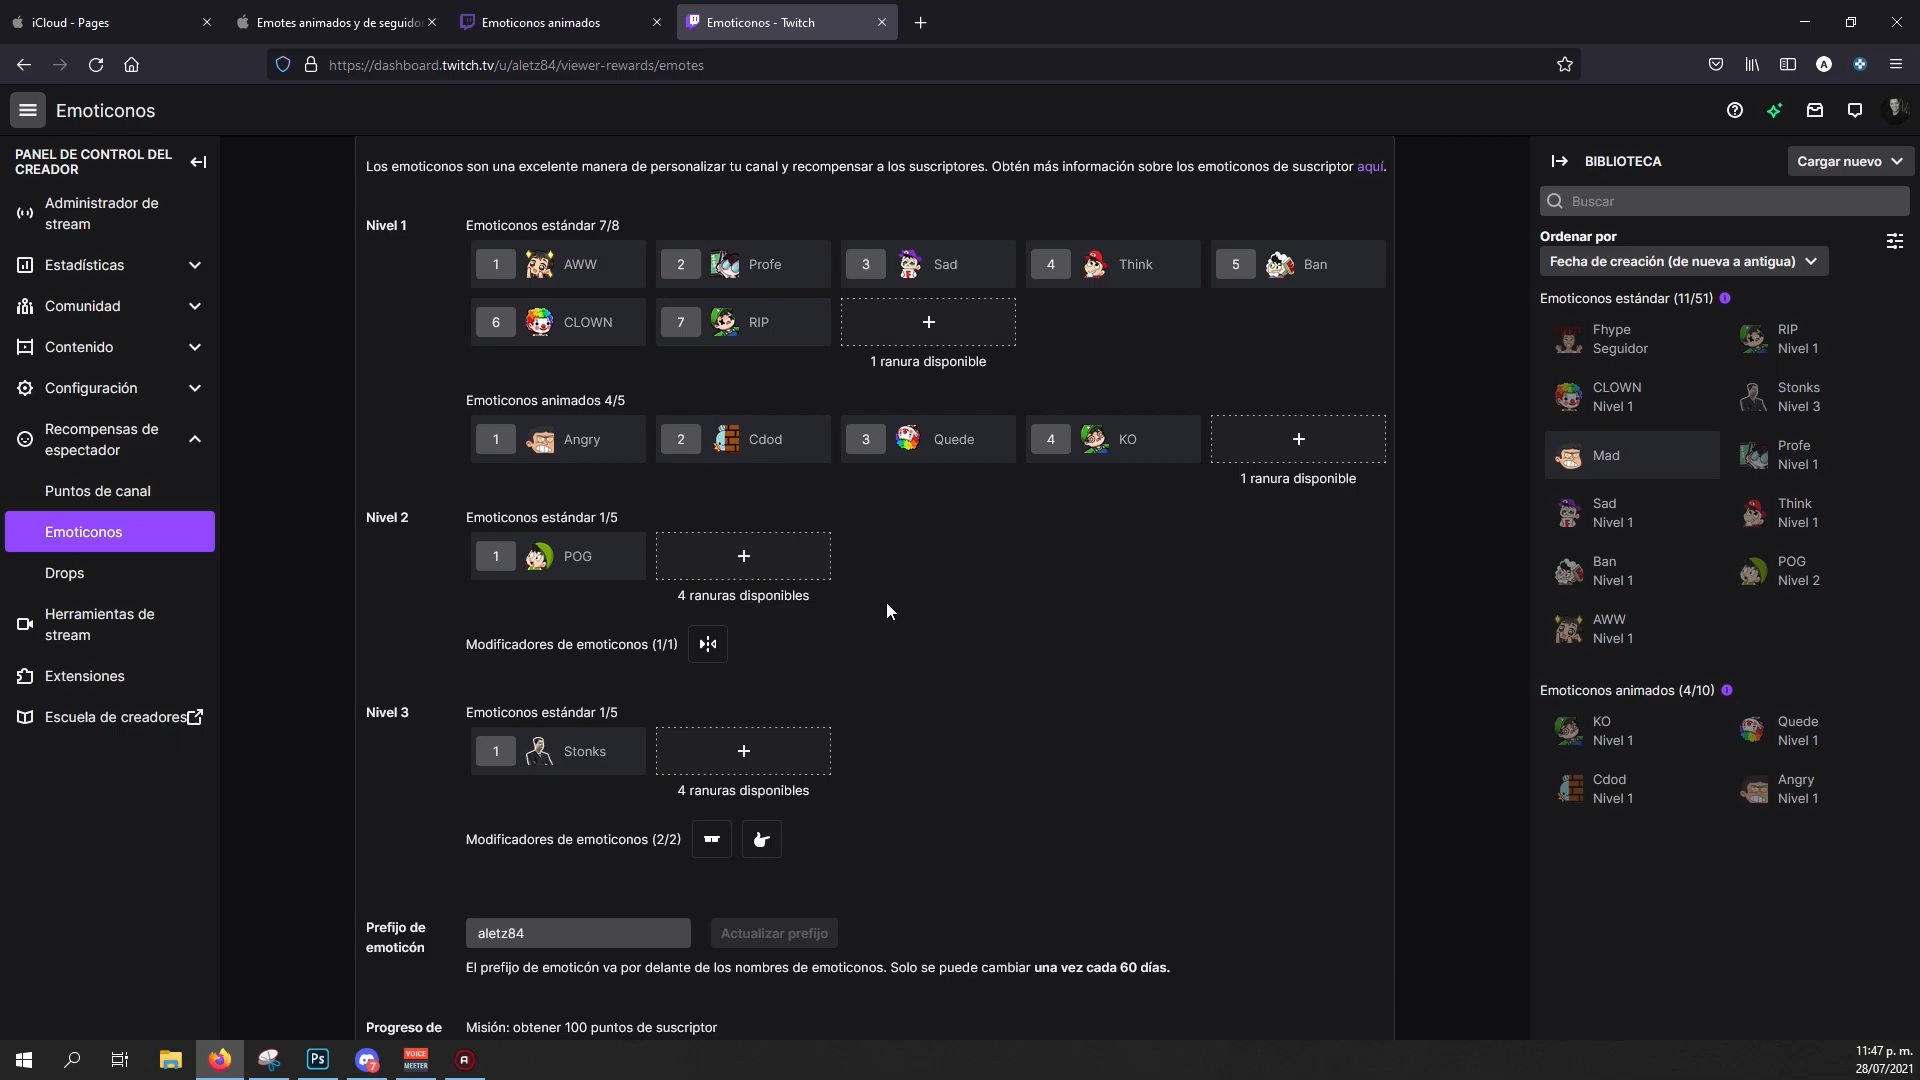 iCloud - Pages
Emotes animados y de seguido
Emoticonos animados
Emoticonos - Twitch
https://dashboard.twitch.tv/u/aletz84/viewer-rewards/emotes
Emoticonos
PANEL DE CONTROL DEL
CREADOR
Administrador de
stream
Estadísticas
Comunidad
Contenido
Configuración
Recompensas de
espectador
Puntos de canal
Emoticonos
Drops
Herramientas de
stream
Extensiones
Escuela de creadores
Los emoticonos son una excelente manera de personalizar tu canal y recompensar a los suscriptores. Obtén más información sobre los emoticonos de suscriptor aquí.
Nivel 1
Emoticonos estándar 7/8
1 AWW
2 Profe
3 Sad
4 Think
5 Ban
6 CLOWN
7 RIP
1 ranura disponible
Emoticonos animados 4/5
1 Angry
2 Cdod
3 Quede
4 KO
1 ranura disponible
Nivel 2
Emoticonos estándar 1/5
1 POG
4 ranuras disponibles
Modificadores de emoticonos (1/1)
Nivel 3
Emoticonos estándar 1/5
1 Stonks
4 ranuras disponibles
Modificadores de emoticonos (2/2)
Prefijo de
emoticón
aletz84
Actualizar prefijo
El prefijo de emoticón va por delante de los nombres de emoticonos. Solo se puede cambiar una vez cada 60 días.
Progreso de
Misión: obtener 100 puntos de suscriptor
BIBLIOTECA
Cargar nuevo
Buscar
Ordenar por
Fecha de creación (de nueva a antigua)
Emoticonos estándar (11/51)
Fhype
Seguidor
RIP
Nivel 1
CLOWN
Nivel 1
Stonks
Nivel 3
Mad
Profe
Nivel 1
Sad
Nivel 1
Think
Nivel 1
Ban
Nivel 1
POG
Nivel 2
AWW
Nivel 1
Emoticonos animados (4/10)
KO
Nivel 1
Quede
Nivel 1
Cdod
Nivel 1
Angry
Nivel 1
A
Ps
7
VOICE
MEETER
11:47 p. m.
28/07/2021